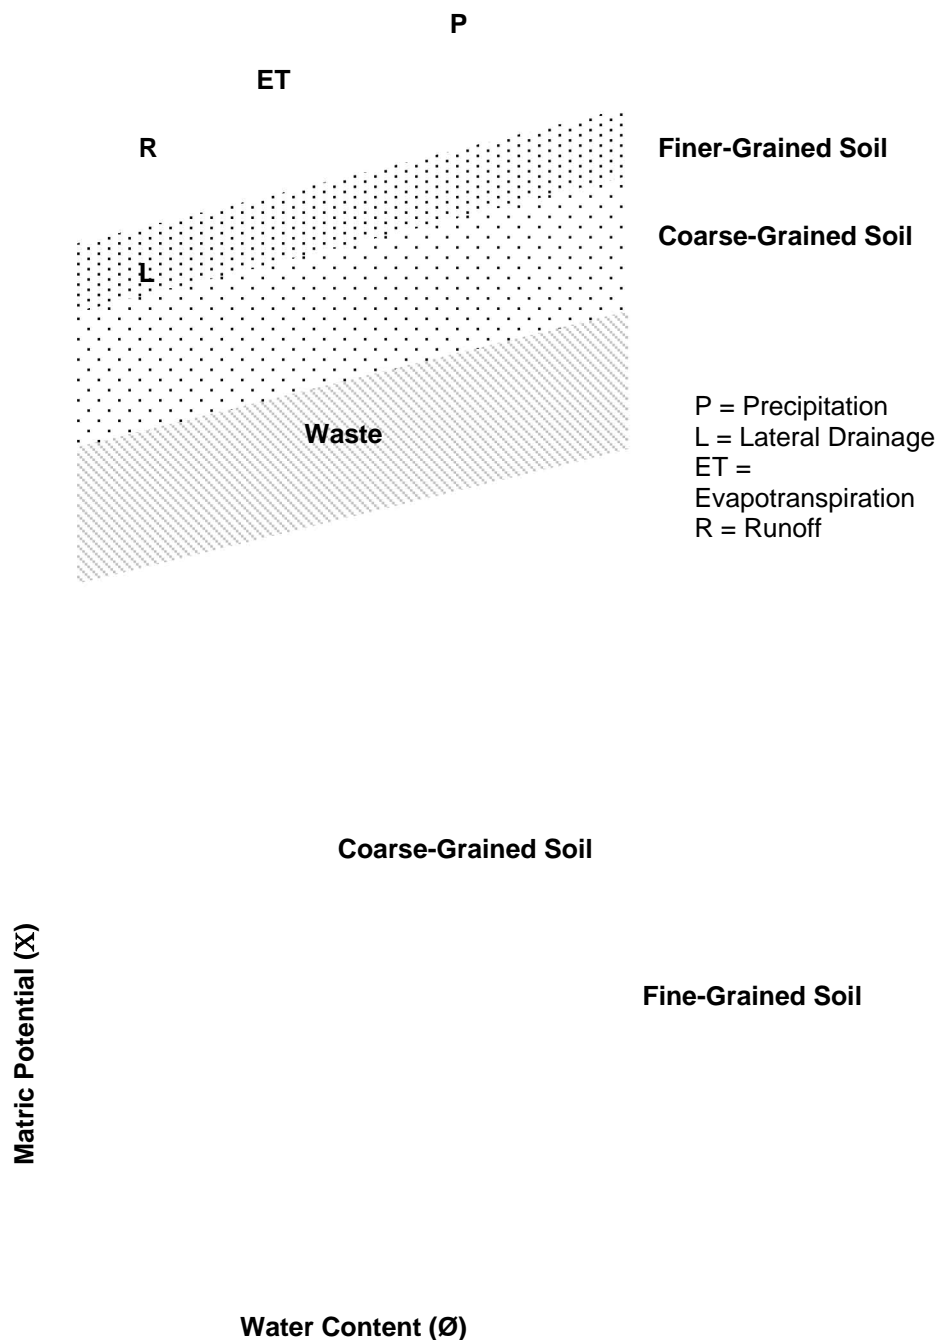 P
ET
R
Finer-Grained Soil
Coarse-Grained Soil
L
P = Precipitation
Waste
L = Lateral Drainage
ET =
Evapotranspiration
R = Runoff
Coarse-Grained Soil
Fine-Grained Soil
Matric Potential (X)
Water Content (Ø)